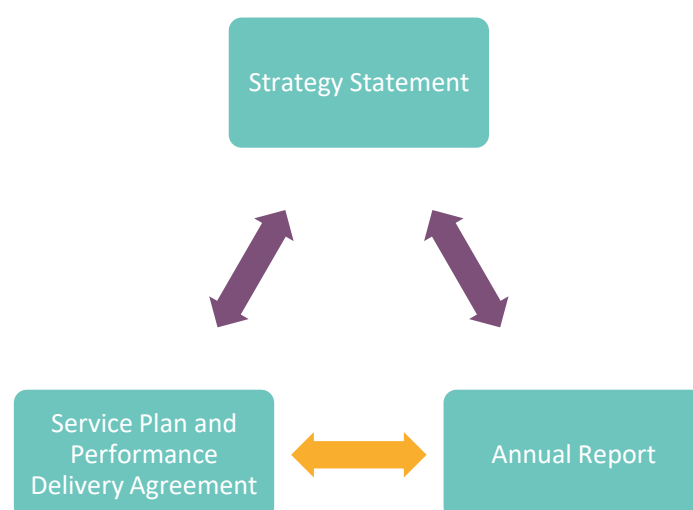 Strategy Statement
Service Plan and
Performance
Delivery Agreement
Annual Report